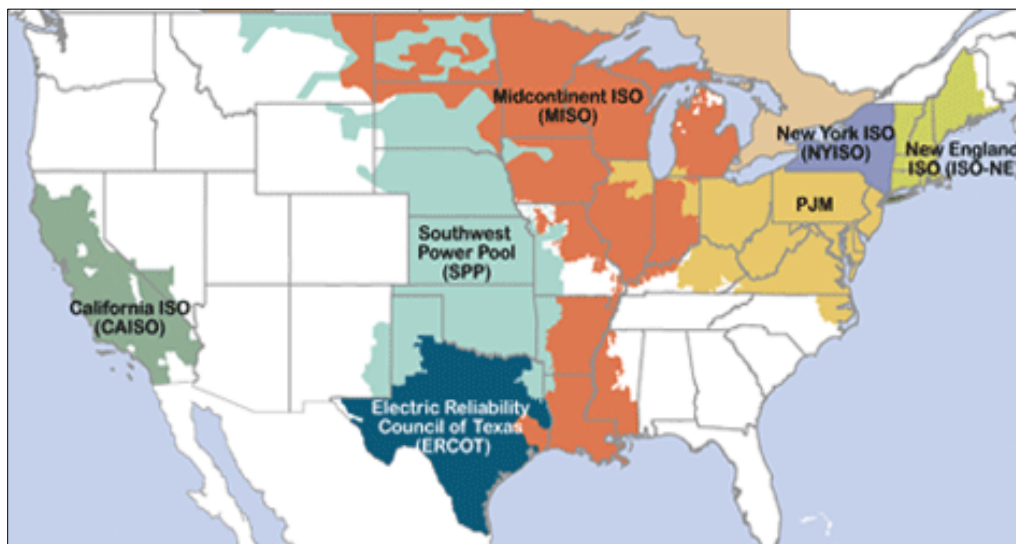 Midcontinent ISO
(MISO)
New York ISO
(NYISO)
New England
ISO (ISO-NE)
PJM
Southwest
Power Pool
(SPP)
California ISO
(CAISO)
Electric Reliability
Council of Texas
(ERCOT)